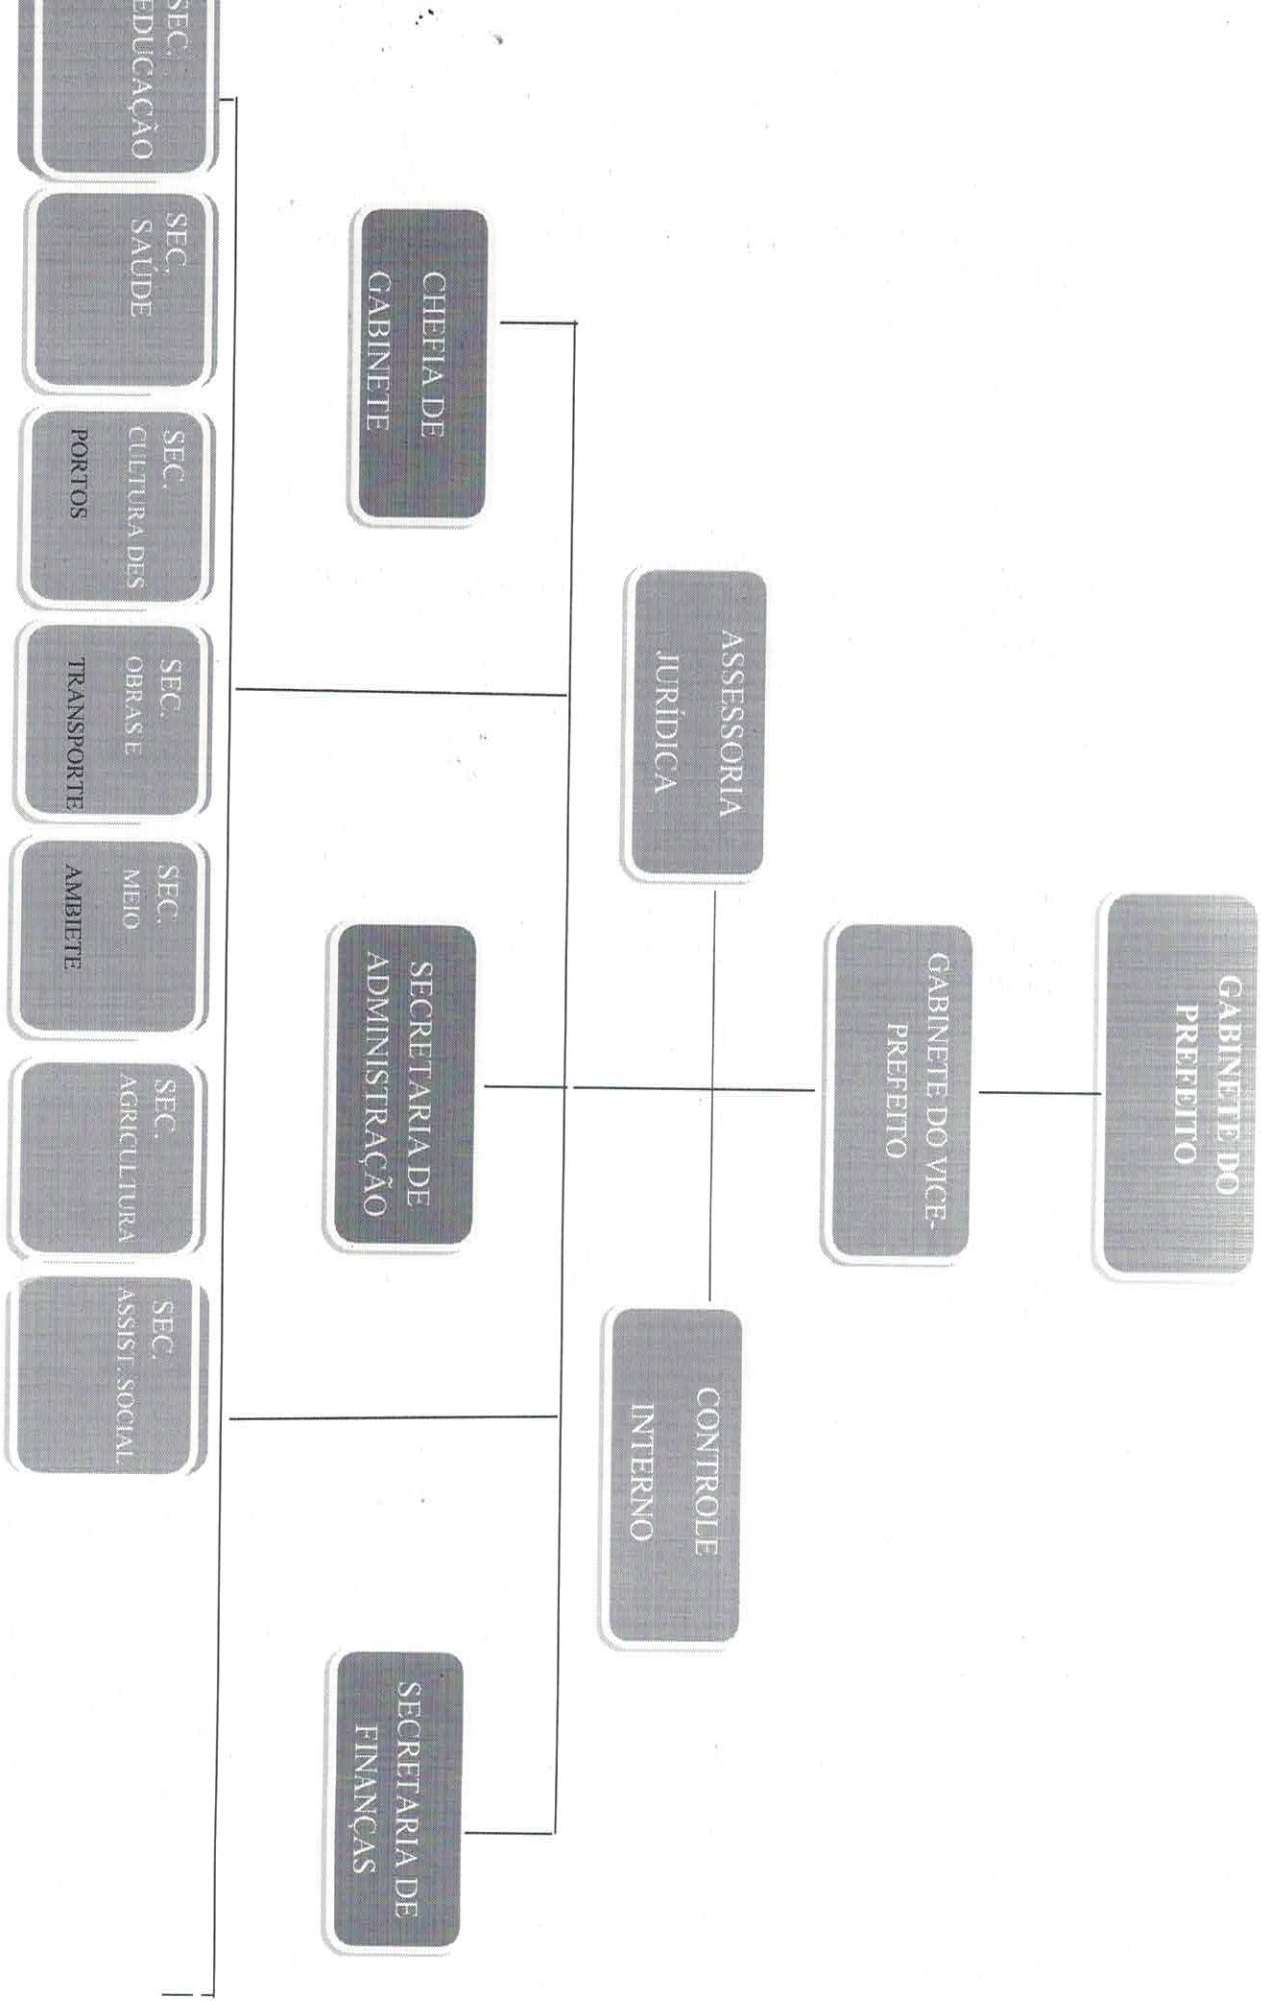 GABINETE DO
PREFEITO
GABINETE DO VICE-
PREFEITO
ASSESSORIA
JURÍDICA
CONTROLE
INTERNO
CHEFIA DE
GABINETE
SECRETARIA DE
ADMINISTRAÇÃO
SECRETARIA DE
FINANÇAS
SEC.
EDUCAÇÃO
SEC.
SAÚDE
SEC.
CULTURA DES
PORTOS
SEC.
OBRAS E
TRANSPORTE
SEC.
MEIO
AMBIETE
SEC.
AGRICULTURA
SEC.
ASSIST. SOCIAL